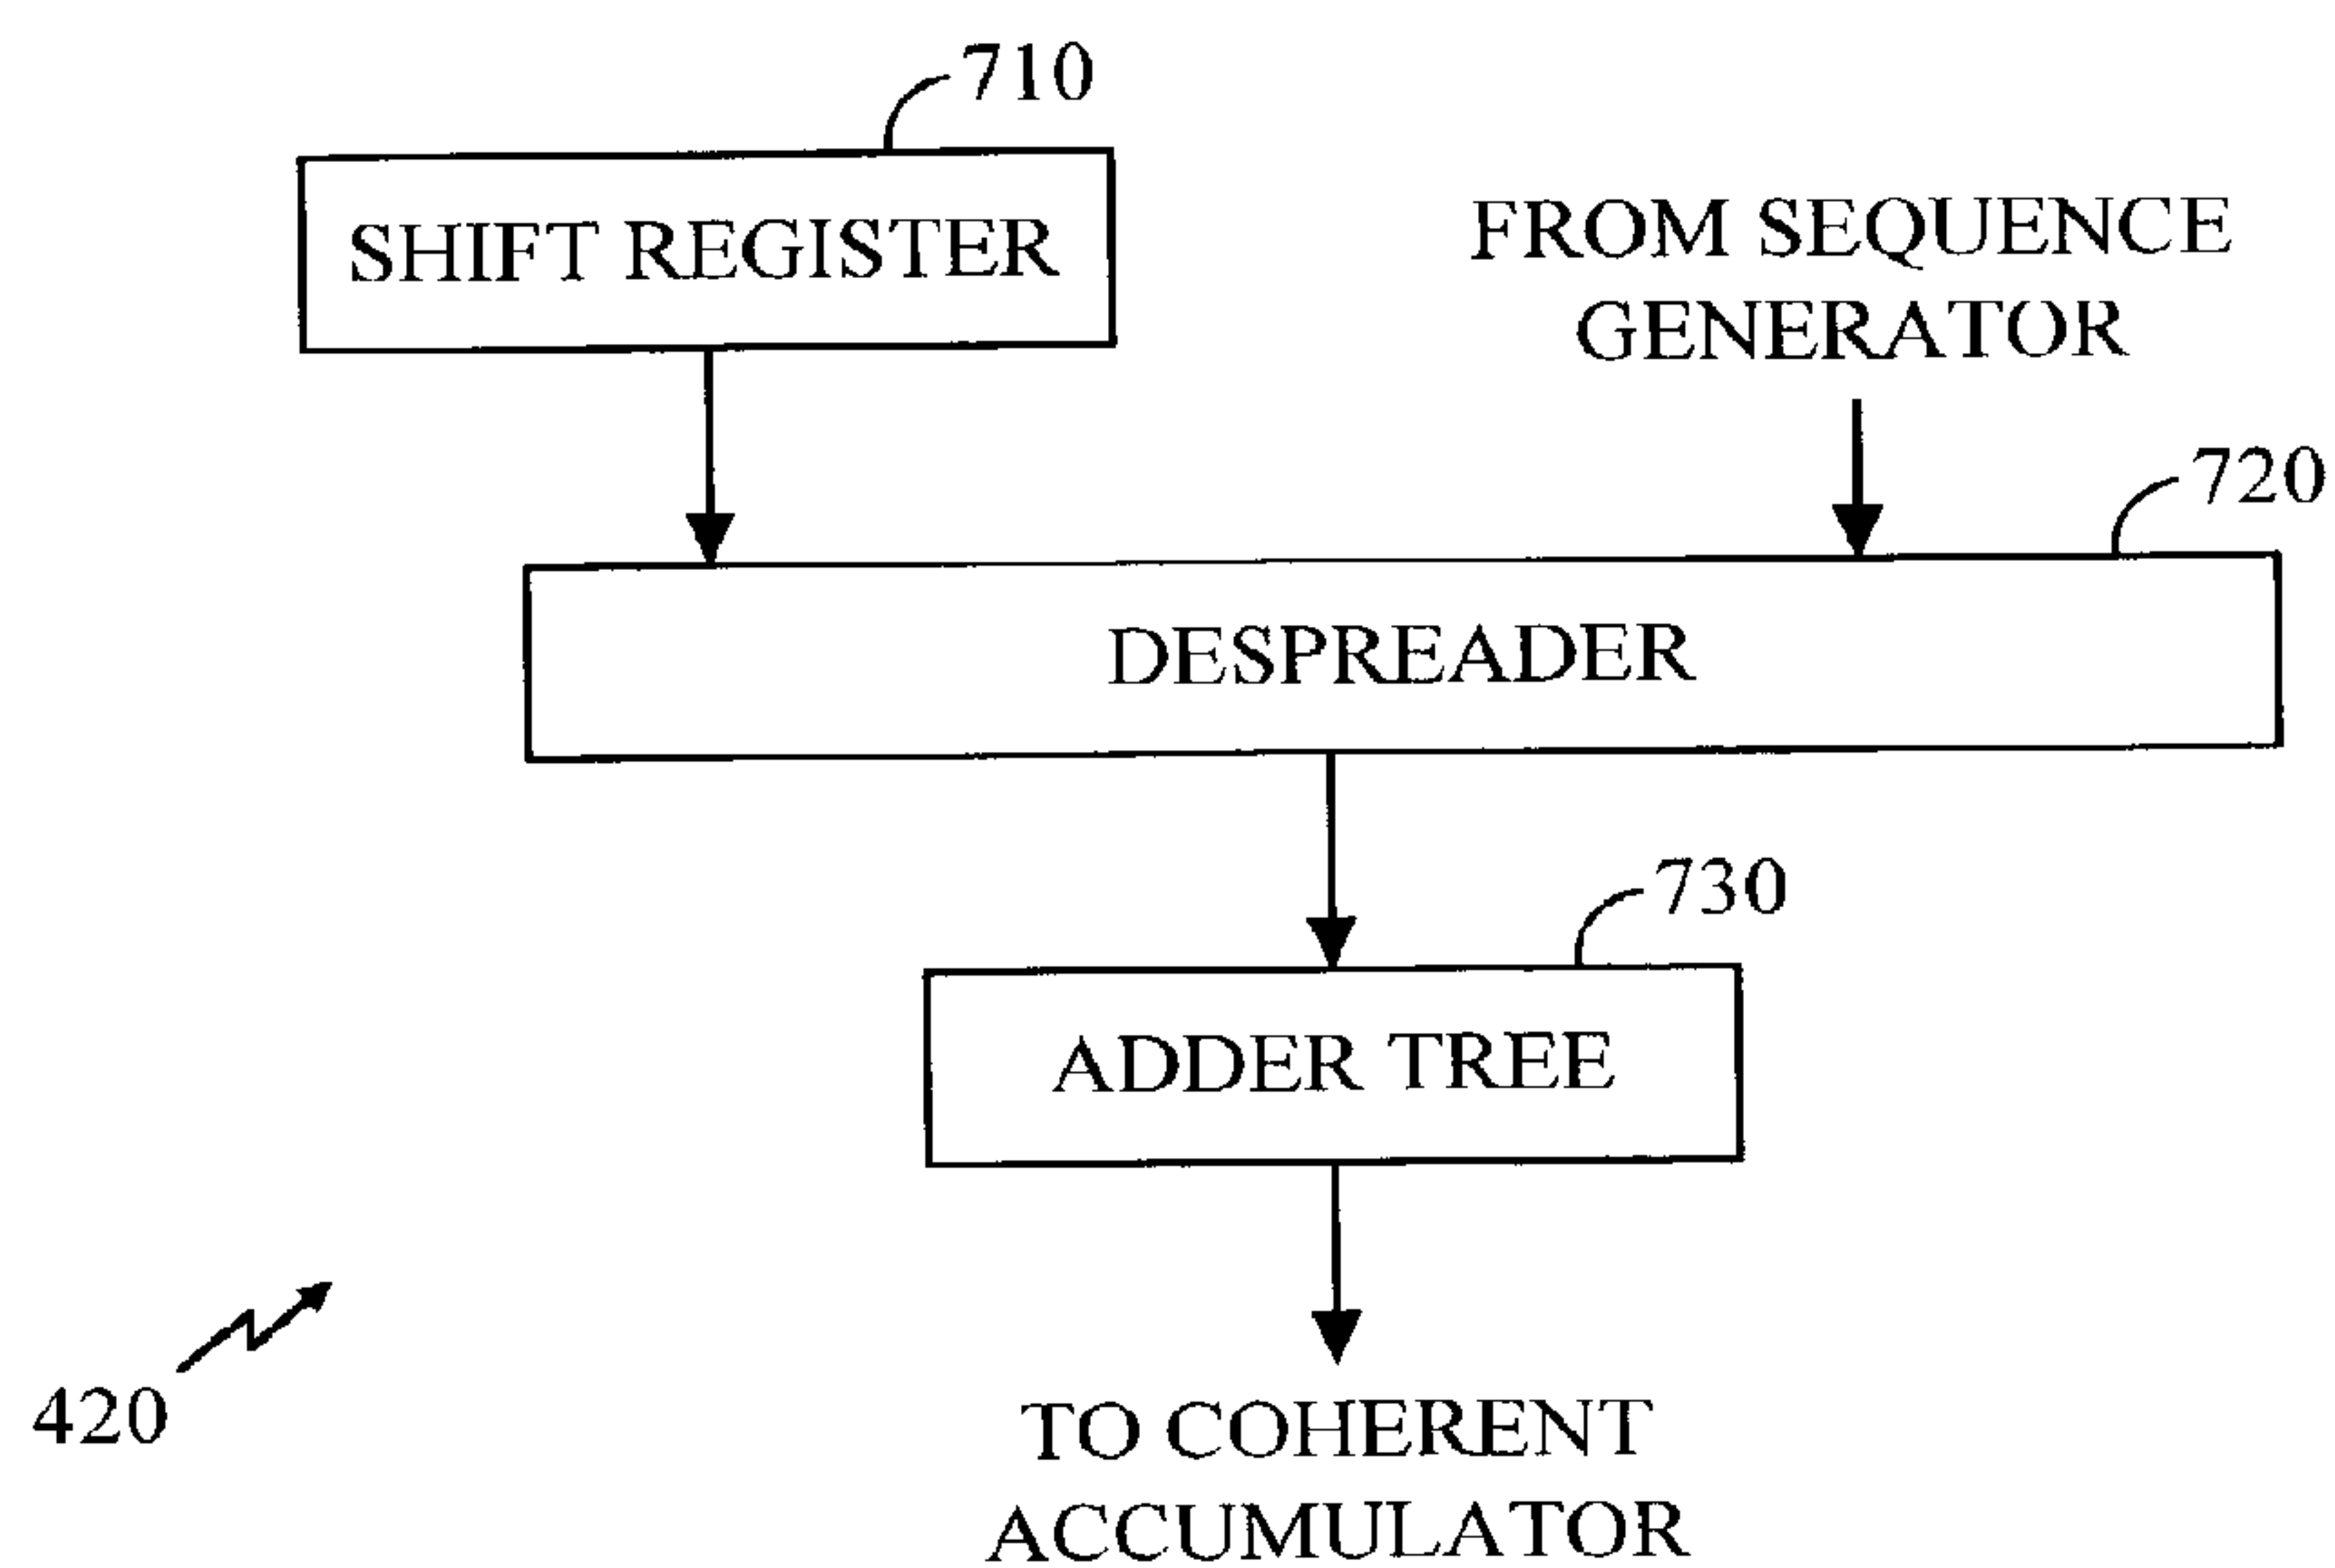 710
SHIFT REGISTER
FROM SEQUENCE
GENERATOR
720
DESPREADER
730
ADDER TREE
420
TO COHERENT
ACCUMULATOR